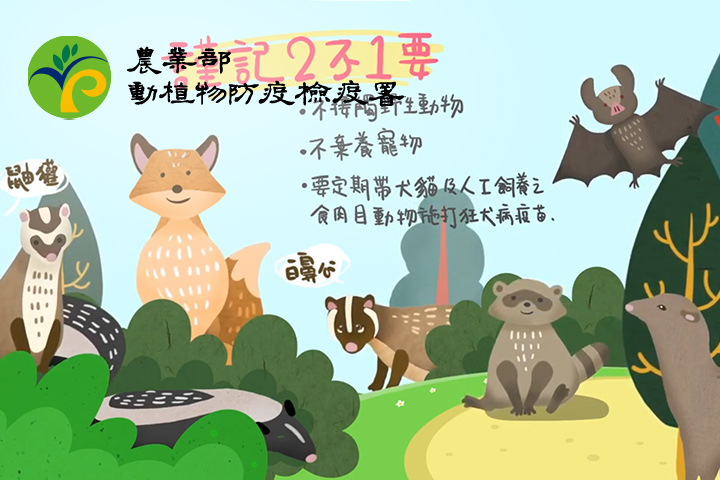 農業部
動植物防疫檢疫署
謹記2不1要
•不接觸野生動物
•不棄養寵物
•要定期帶犬貓及人工飼養之
食肉目動物施打狂犬病疫苗.
鼬獾
白鼻心